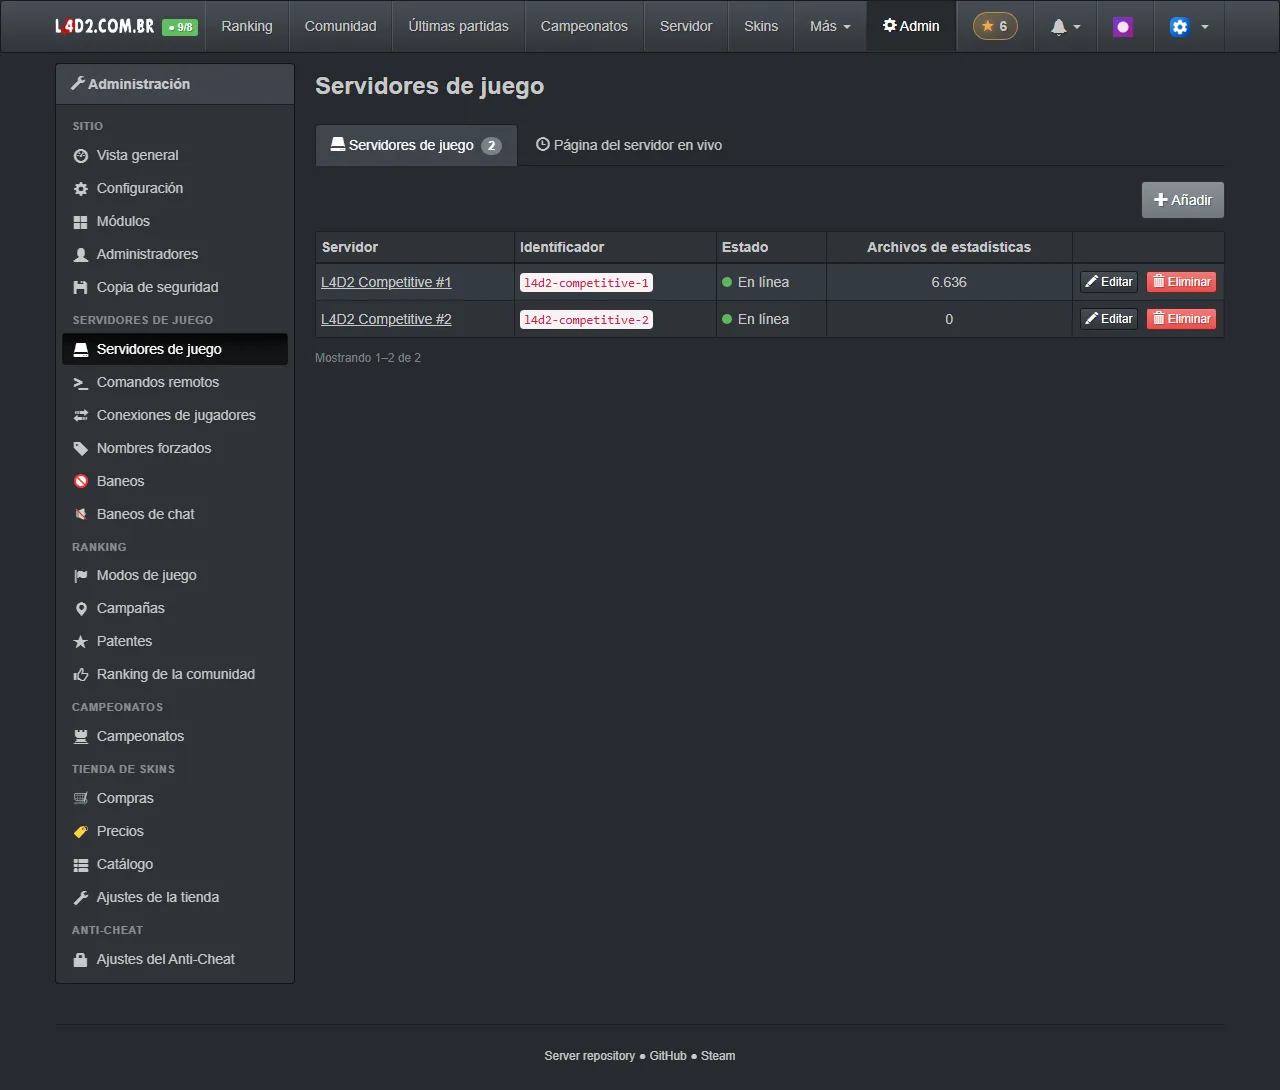 L4D2.COM.BR 9/8 Ranking Comunidad Últimas partidas Campeonatos Servidor Skins Más Admin 6
Administración
SITIO
Vista general
Configuración
Módulos
Administradores
Copia de seguridad
SERVIDORES DE JUEGO
Servidores de juego
Comandos remotos
Conexiones de jugadores
Nombres forzados
Baneos
Baneos de chat
RANKING
Modos de juego
Campañas
Patentes
Ranking de la comunidad
CAMPEONATOS
Campeonatos
TIENDA DE SKINS
Compras
Precios
Catálogo
Ajustes de la tienda
ANTI-CHEAT
Ajustes del Anti-Cheat
Servidores de juego
Servidores de juego 2 Página del servidor en vivo
Añadir
Servidor Identificador Estado Archivos de estadísticas
L4D2 Competitive #1 l4d2-competitive-1 En línea 6.636 Editar Eliminar
L4D2 Competitive #2 l4d2-competitive-2 En línea 0 Editar Eliminar
Mostrando 1–2 de 2
Server repository ● GitHub ● Steam